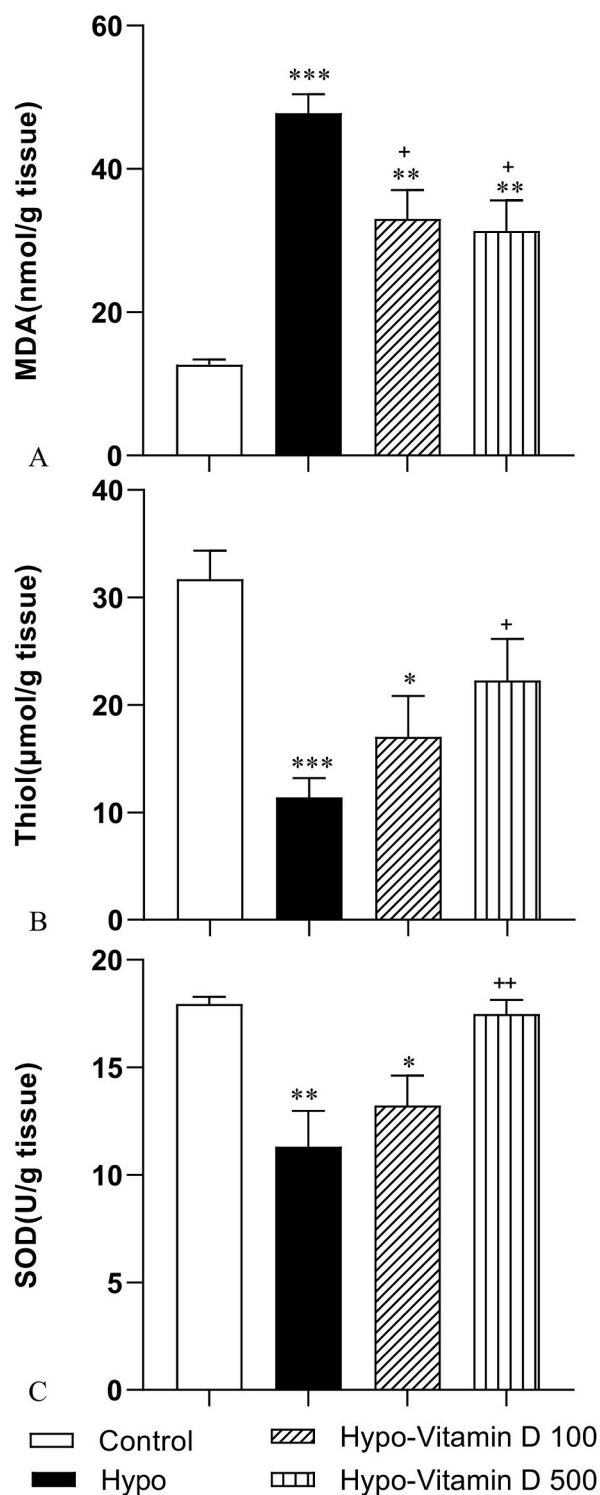 MDA(nmol/g tissue)
60
40
20
0
***
+
**
+
**
A
Thiol(µmol/g tissue)
40
30
20
10
0
***
*
+
B
SOD(U/g tissue)
20
15
10
5
0
**
*
++
C
Control
Hypo-Vitamin D 100
Hypo
Hypo-Vitamin D 500